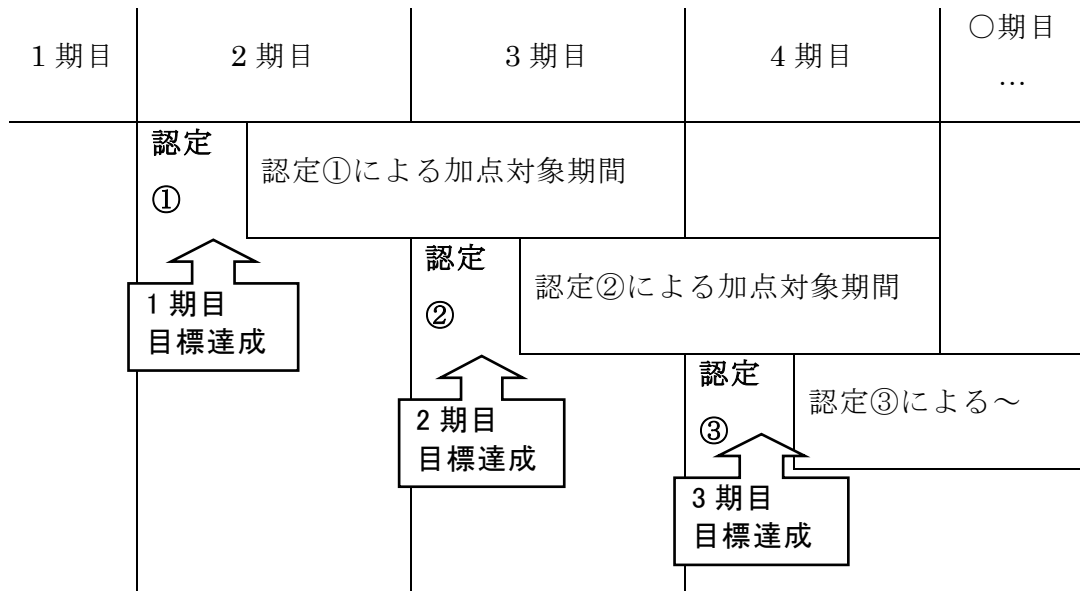 1期目
2期目
3期目
4期目
○期目
…
認定
①
認定①による加点対象期間
1期目
目標達成
認定
②
認定②による加点対象期間
2期目
目標達成
認定
③
認定③による～
3期目
目標達成